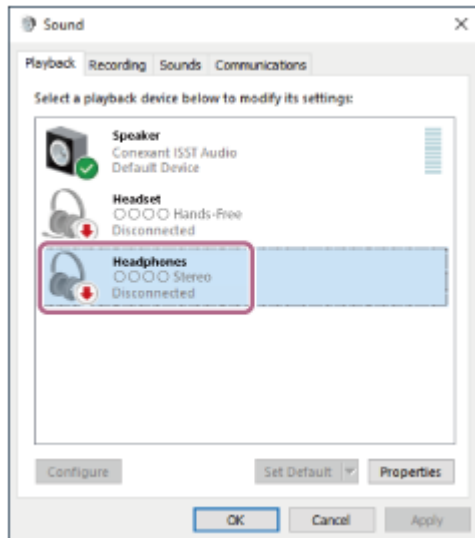 Sound
Playback Recording Sounds Communications
Select a playback device below to modify its settings:
Speaker
Conexant ISST Audio
Default Device
Headset
○○○○ Hands-Free
Disconnected
Headphones
○○○○ Stereo
Disconnected
Configure Set Default Properties
OK Cancel Apply